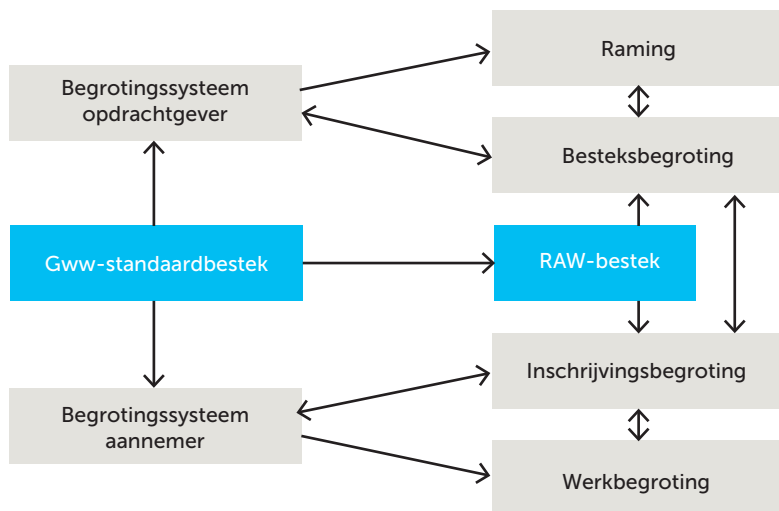 Raming
Begrotingssysteem
opdrachtgever
Besteksbegroting
Gww-standaardbestek
RAW-bestek
Inschrijvingsbegroting
Begrotingssysteem
aannemer
Werkbegroting